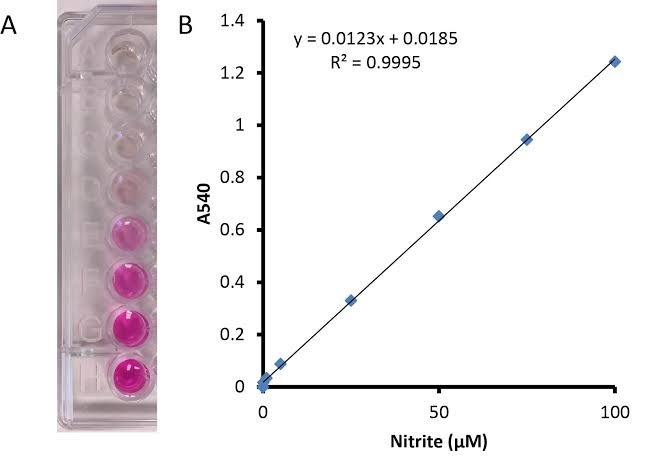 A
B
A
B
C
D
E
F
G
H
y = 0.0123x + 0.0185
R² = 0.9995
1.4
1.2
1
0.8
0.6
0.4
0.2
0
A540
0
50
100
Nitrite (µM)